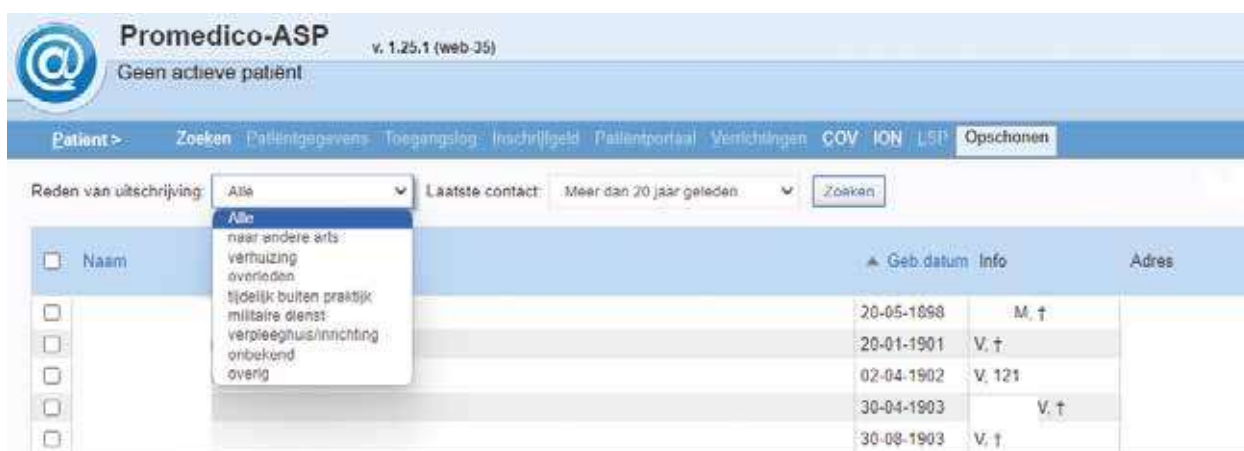 Promedico-ASP v. 1.25.1 (web-35)
Geen actieve patiënt
Patient > Zoeken Patiëntgegevens Toegangslog Inschrijfgeld Patiëntportaal Verrichtingen COV ION LSP Opschonen
Reden van uitschrijving: Alle Laatste contact: Meer dan 20 jaar geleden Zoeken
Alle
naar andere arts
verhuizing
overleden
tijdelijk buiten praktijk
militaire dienst
verpleeghuis/inrichting
onbekend
overig
Naam ▲ Geb.datum Info Adres
20-05-1898 M, †
20-01-1901 V, †
02-04-1902 V, 121
30-04-1903 V, †
30-08-1903 V, †